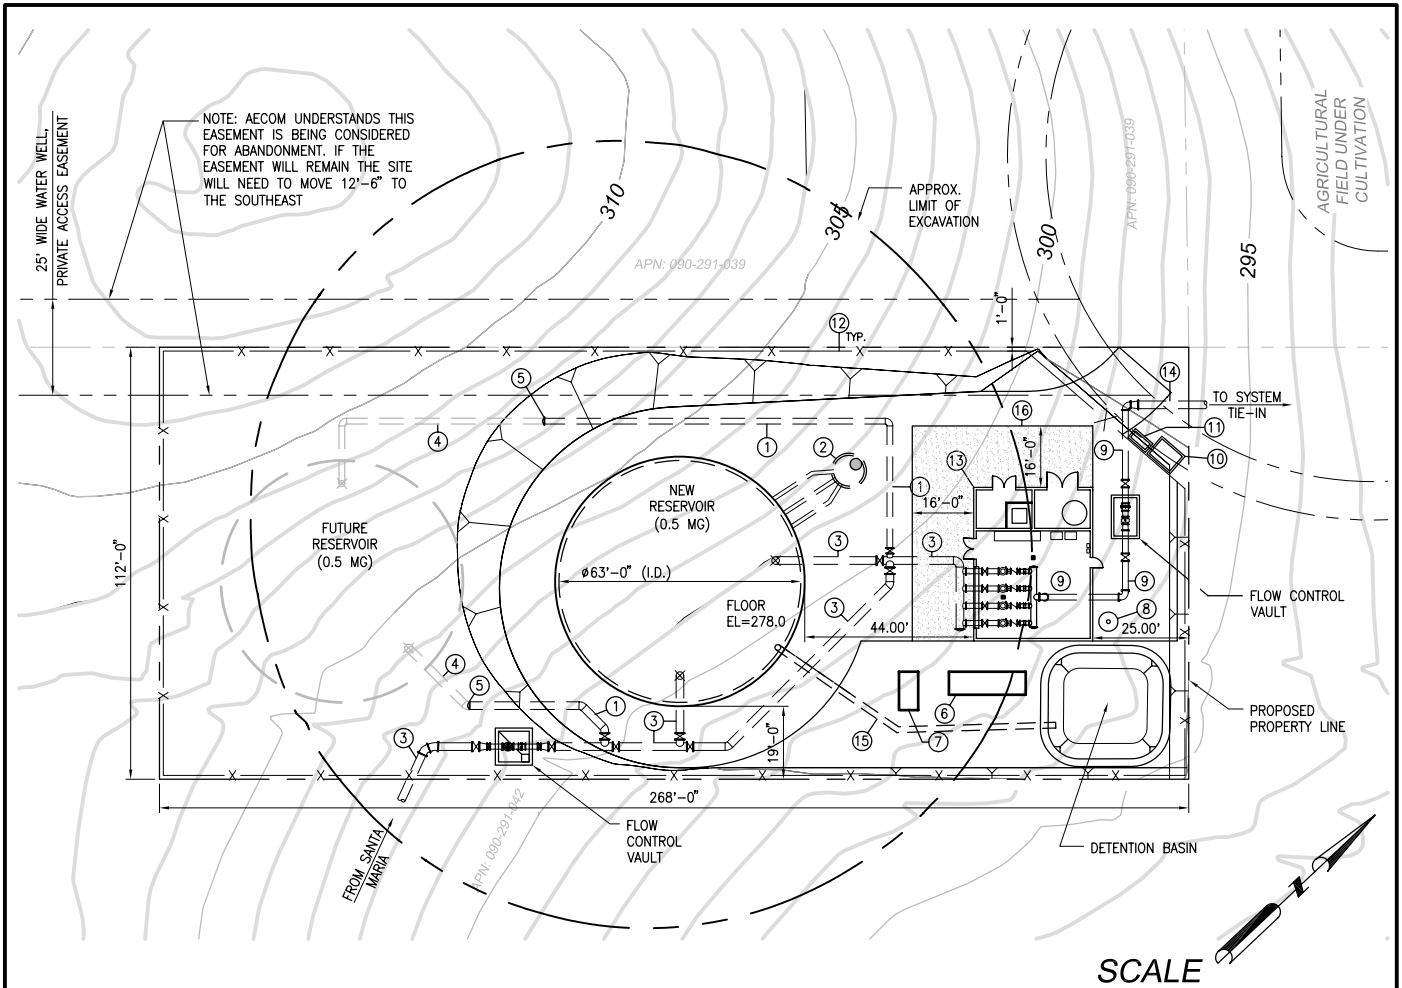 25' WIDE WATER WELL,
PRIVATE ACCESS EASEMENT
NOTE: AECOM UNDERSTANDS THIS
EASEMENT IS BEING CONSIDERED
FOR ABANDONMENT. IF THE
EASEMENT WILL REMAIN THE SITE
WILL NEED TO MOVE 12'-6" TO
THE SOUTHEAST
310
305
300
295
APPROX.
LIMIT OF
EXCAVATION
APN: 090-291-039
APN: 090-291-039
AGRICULTURAL
FIELD UNDER
CULTIVATION
1'-0"
12
TYP.
14
TO SYSTEM
TIE-IN
5
4
1
2
16
11
10
9
13
16'-0"
16'-0"
1
NEW
RESERVOIR
(0.5 MG)
FUTURE
RESERVOIR
(0.5 MG)
112'-0"
3
3
ø63'-0" (I.D.)
FLOOR
EL=278.0
3
44.00'
9
9
8
25.00'
FLOW CONTROL
VAULT
4
5
1
3
3
3
19'-0"
15
7
6
PROPOSED
PROPERTY LINE
268'-0"
APN: 090-291-042
FROM SANTA
MARIA
FLOW
CONTROL
VAULT
DETENTION BASIN
N
SCALE